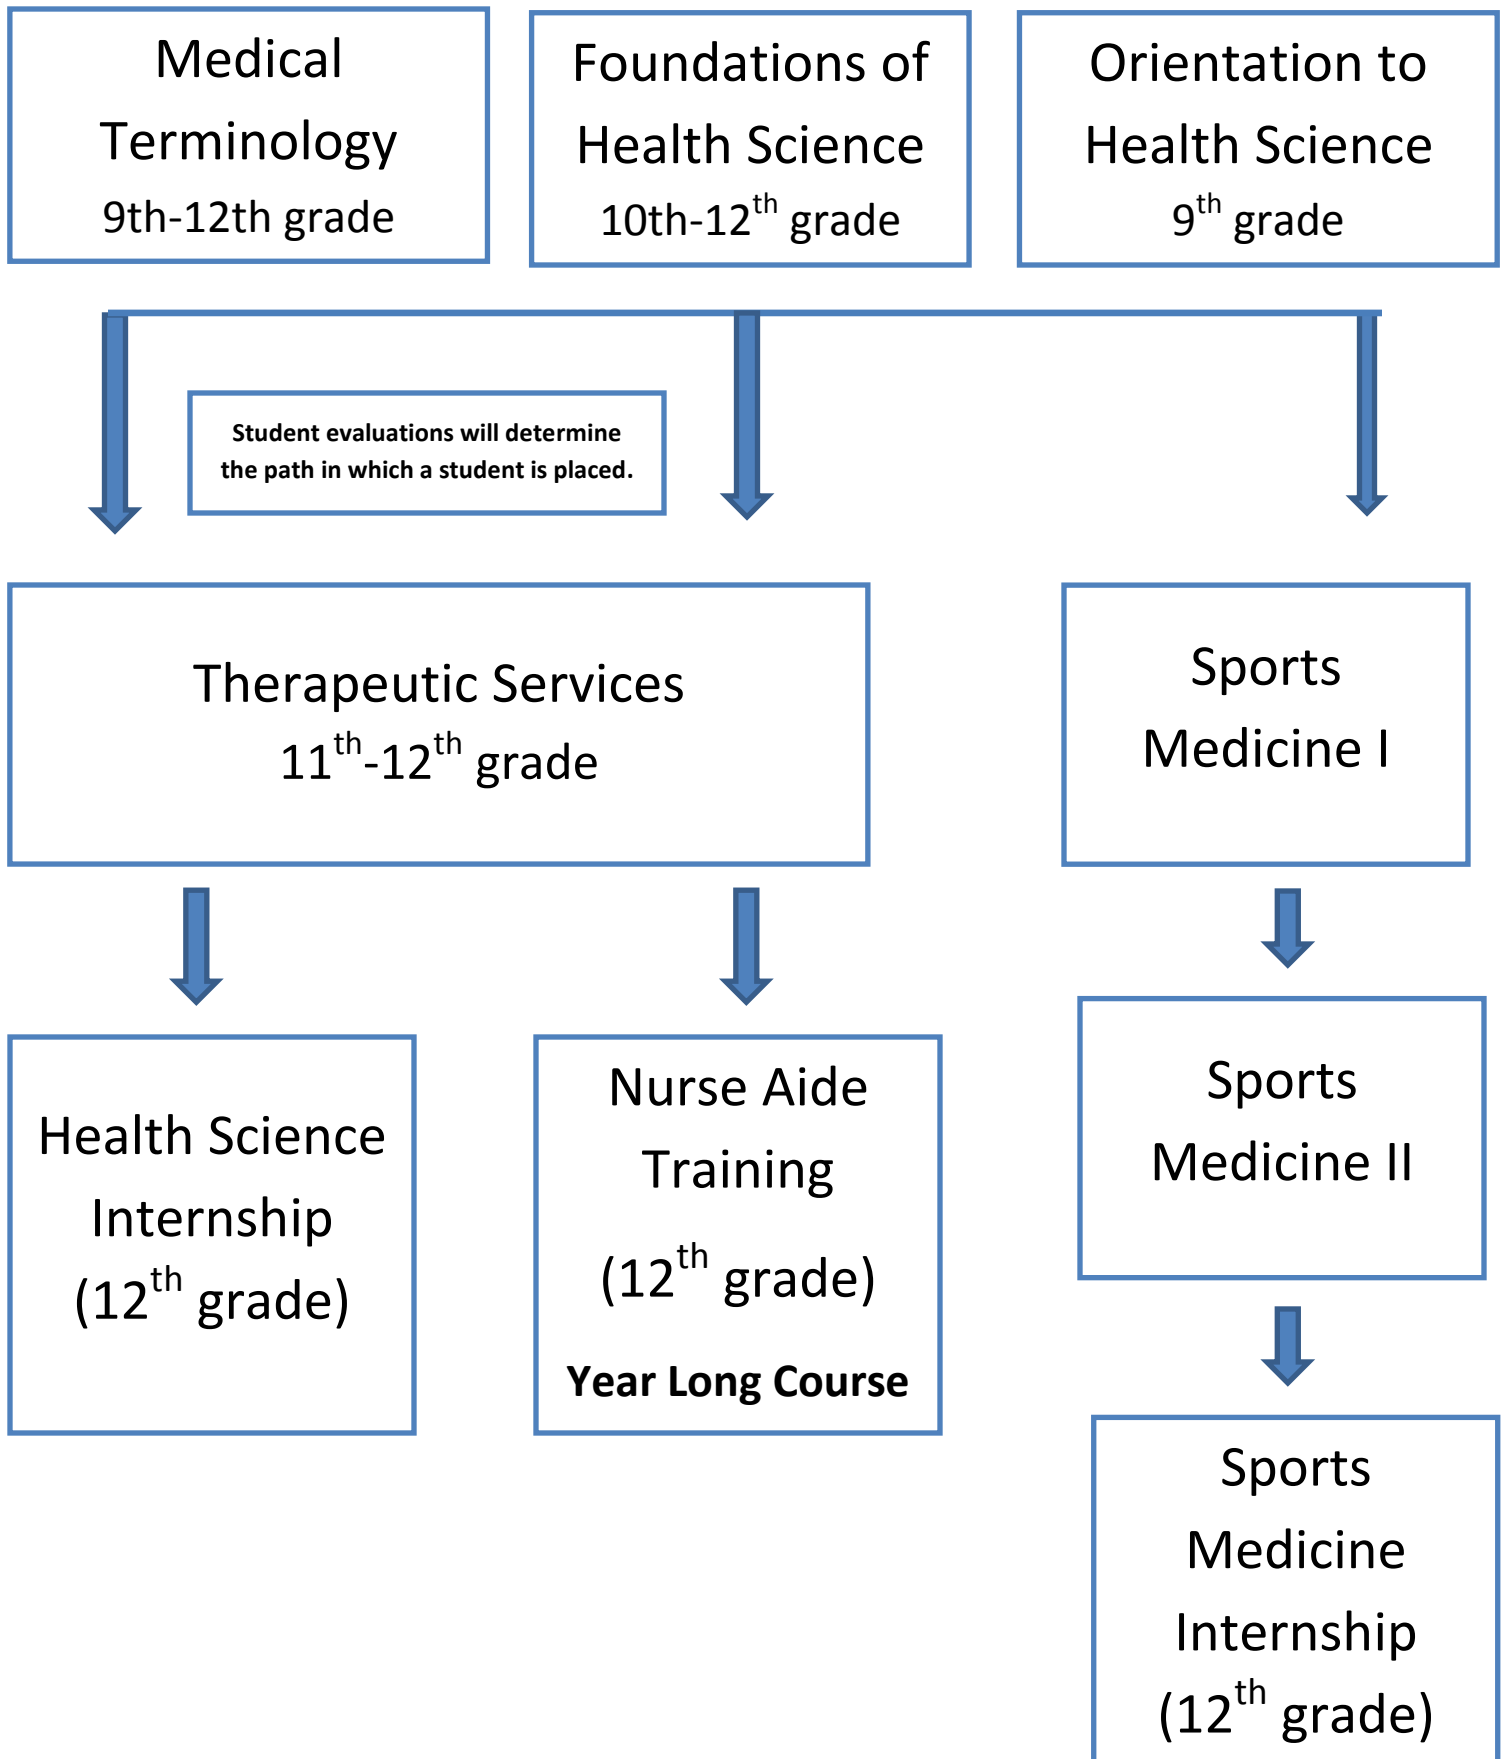 Medical
Terminology
9th-12th grade
Foundations of
Health Science
10th-12th grade
Orientation to
Health Science
9th grade
Student evaluations will determine
the path in which a student is placed.
Therapeutic Services
11th-12th grade
Sports
Medicine I
Health Science
Internship
(12th grade)
Nurse Aide
Training
(12th grade)
Year Long Course
Sports
Medicine II
Sports
Medicine
Internship
(12th grade)